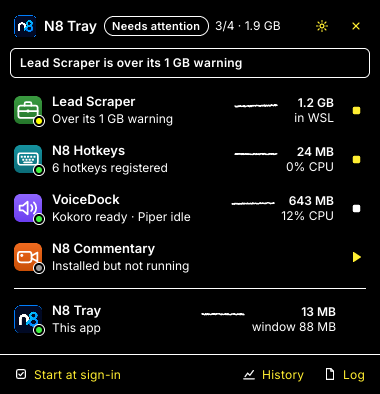 n8 N8 Tray Needs attention 3/4 · 1.9 GB
Lead Scraper is over its 1 GB warning
Lead Scraper 1.2 GB
Over its 1 GB warning in WSL
N8 Hotkeys 24 MB
6 hotkeys registered 0% CPU
VoiceDock 643 MB
Kokoro ready · Piper idle 12% CPU
N8 Commentary
Installed but not running
n8 N8 Tray 13 MB
This app window 88 MB
Start at sign-in History Log